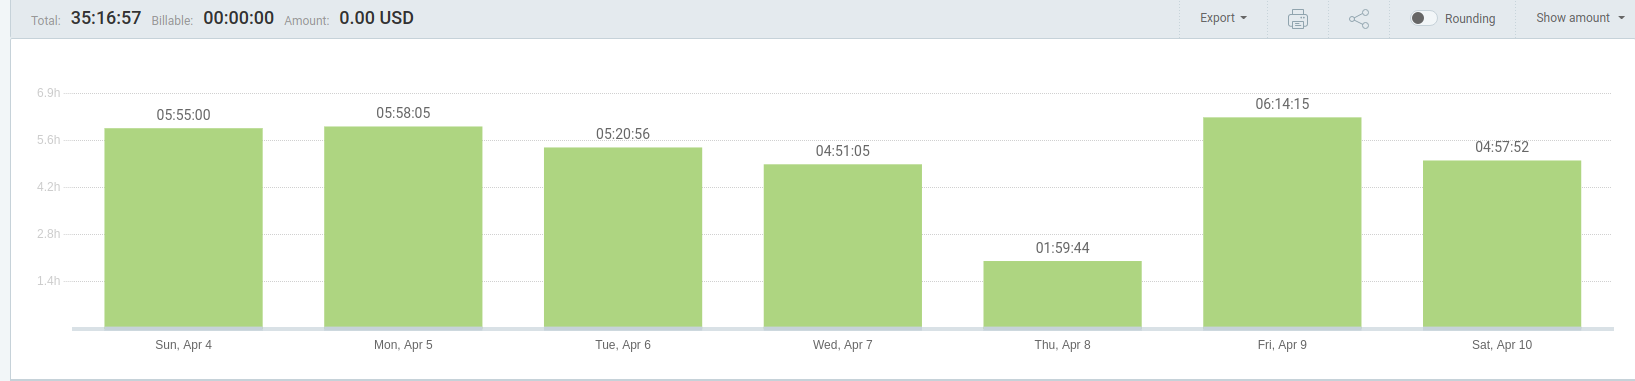 Total: 35:16:57 Billable: 00:00:00 Amount: 0.00 USD Export Rounding Show amount
6.9h
06:14:15
05:55:00 05:58:05
05:20:56
5.6h
04:51:05 04:57:52
4.2h
2.8h
01:59:44
1.4h
Sun, Apr 4 Mon, Apr 5 Tue, Apr 6 Wed, Apr 7 Thu, Apr 8 Fri, Apr 9 Sat, Apr 10